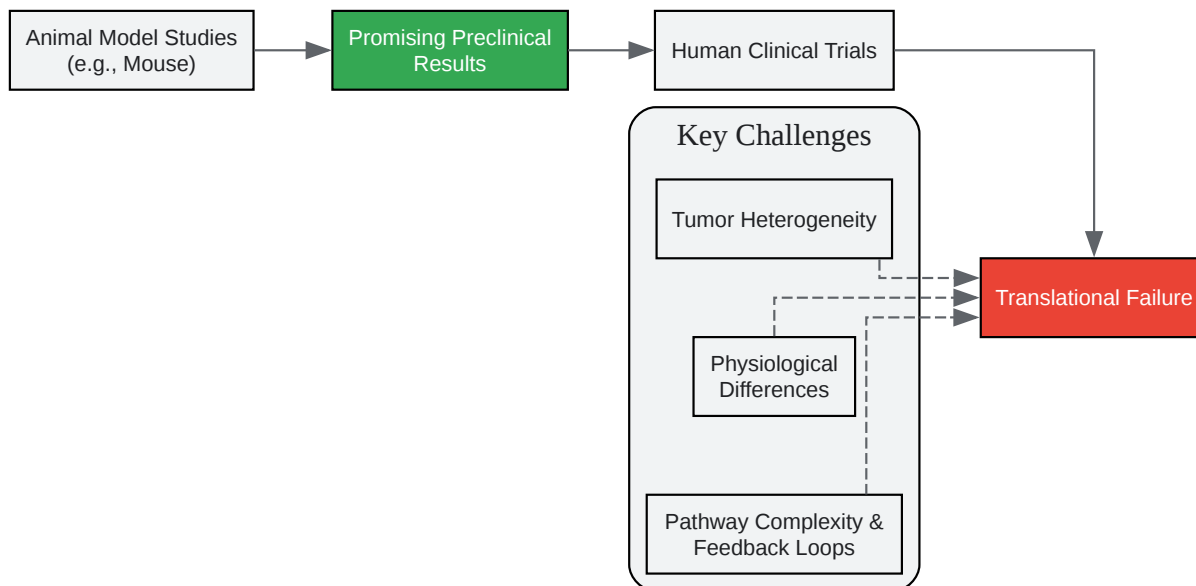 Animal Model Studies
(e.g., Mouse)
Promising Preclinical
Results
Human Clinical Trials
Key Challenges
Tumor Heterogeneity
Translational Failure
Physiological
Differences
Pathway Complexity &
Feedback Loops